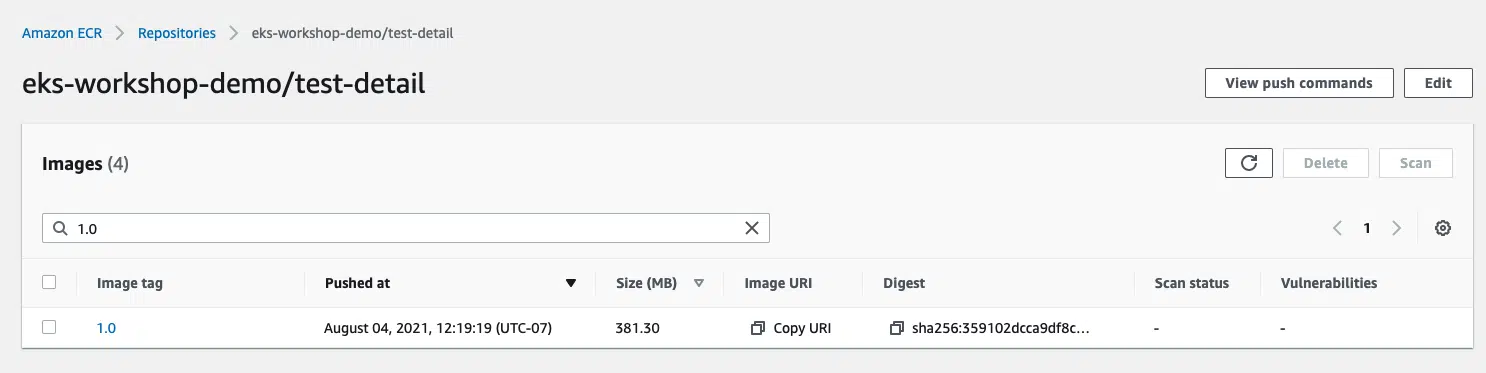 Amazon ECR > Repositories > eks-workshop-demo/test-detail
eks-workshop-demo/test-detail
View push commands Edit
Images (4)
Delete Scan
1.0
1
Image tag Pushed at Size (MB) Image URI Digest Scan status Vulnerabilities
1.0 August 04, 2021, 12:19:19 (UTC-07) 381.30 Copy URI sha256:359102dcca9df8c... - -